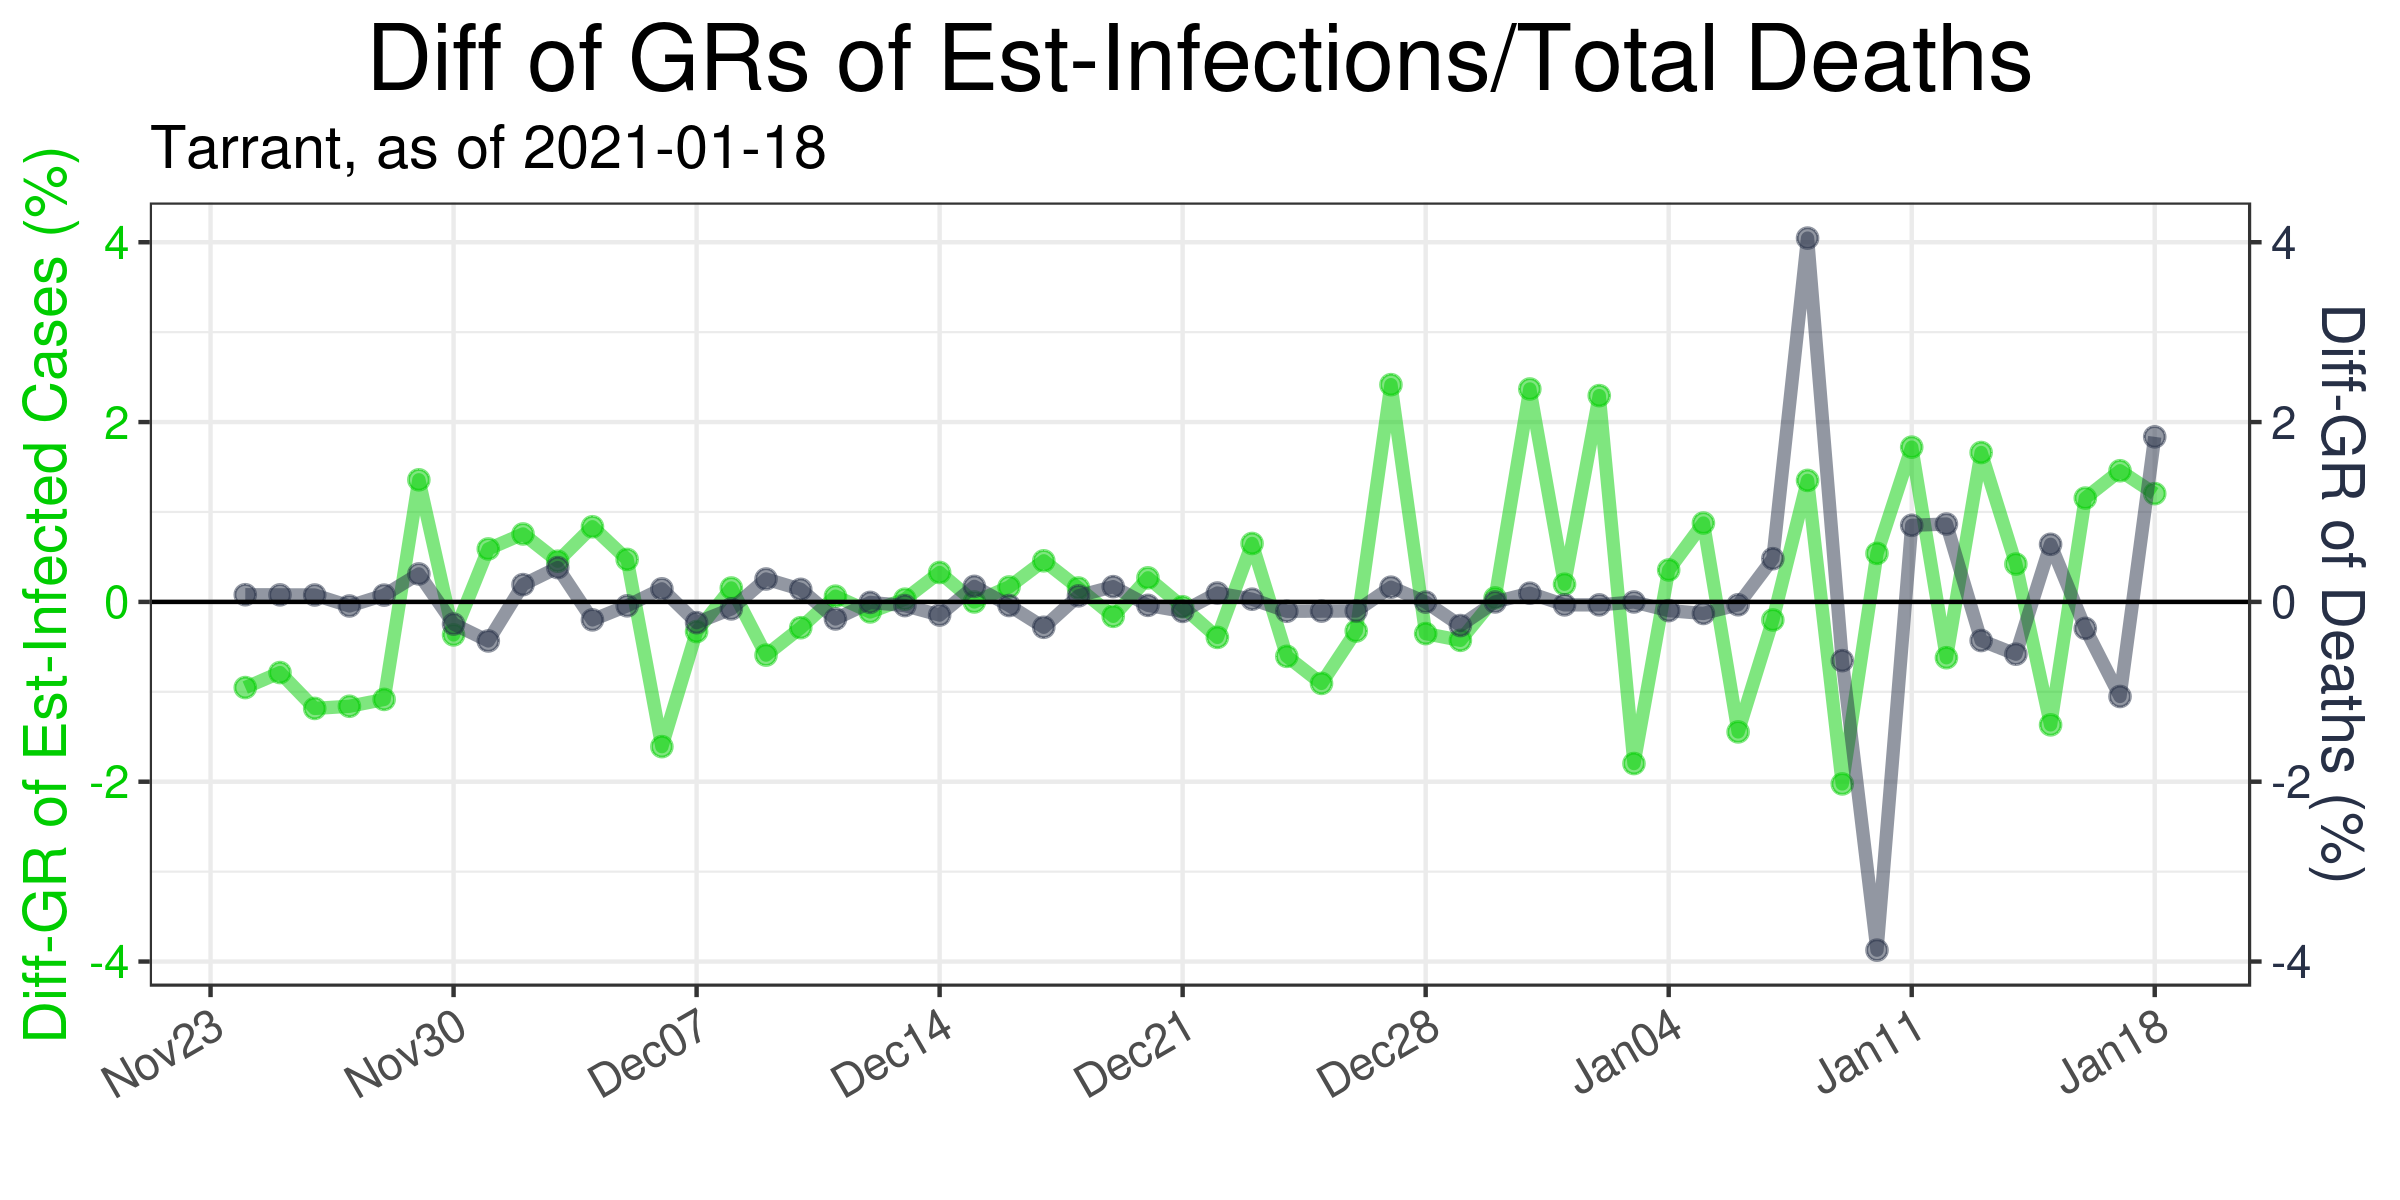 Diff of GRs of Est-Infections/Total Deaths
Tarrant, as of 2021-01-18
Diff-GR of Est-Infected Cases (%)
4
2
0
-2
-4
4
2
0
-2
-4
Diff-GR of Deaths (%)
Nov23
Nov30
Dec07
Dec14
Dec21
Dec28
Jan04
Jan11
Jan18